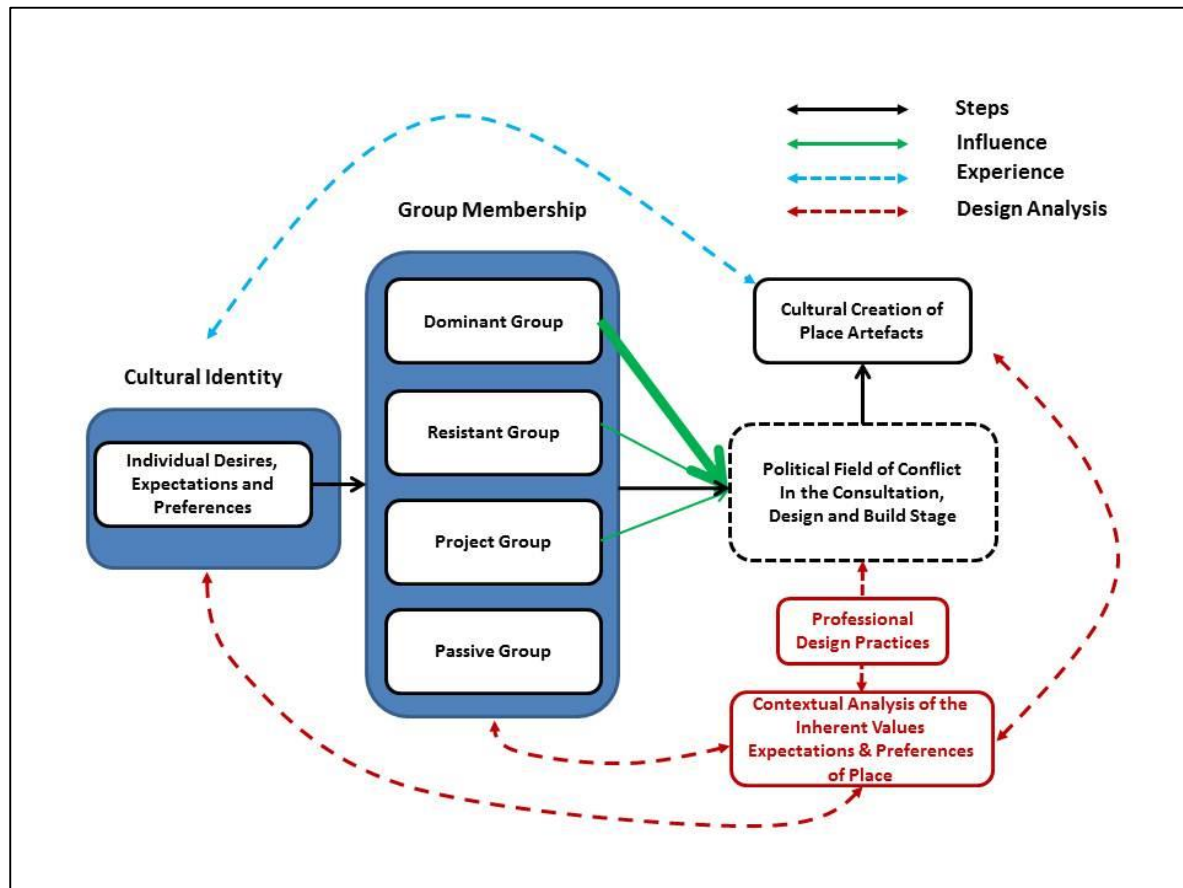 Steps
Influence
Experience
Design Analysis
Group Membership
Dominant Group
Resistant Group
Project Group
Passive Group
Cultural Identity
Individual Desires,
Expectations and
Preferences
Cultural Creation of
Place Artefacts
Political Field of Conflict
In the Consultation,
Design and Build Stage
Professional
Design Practices
Contextual Analysis of the
Inherent Values
Expectations & Preferences
of Place